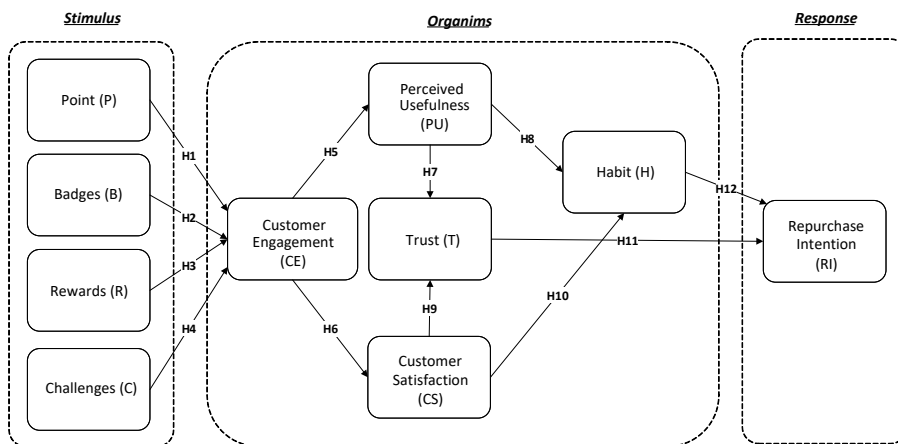 Stimulus
Organims
Response
Point (P)
Badges (B)
Rewards (R)
Challenges (C)
H1
H2
H3
H4
Customer
Engagement
(CE)
H5
H6
Perceived
Usefulness
(PU)
H7
Trust (T)
H9
Customer
Satisfaction
(CS)
H8
H10
Habit (H)
H11
H12
Repurchase
Intention
(RI)